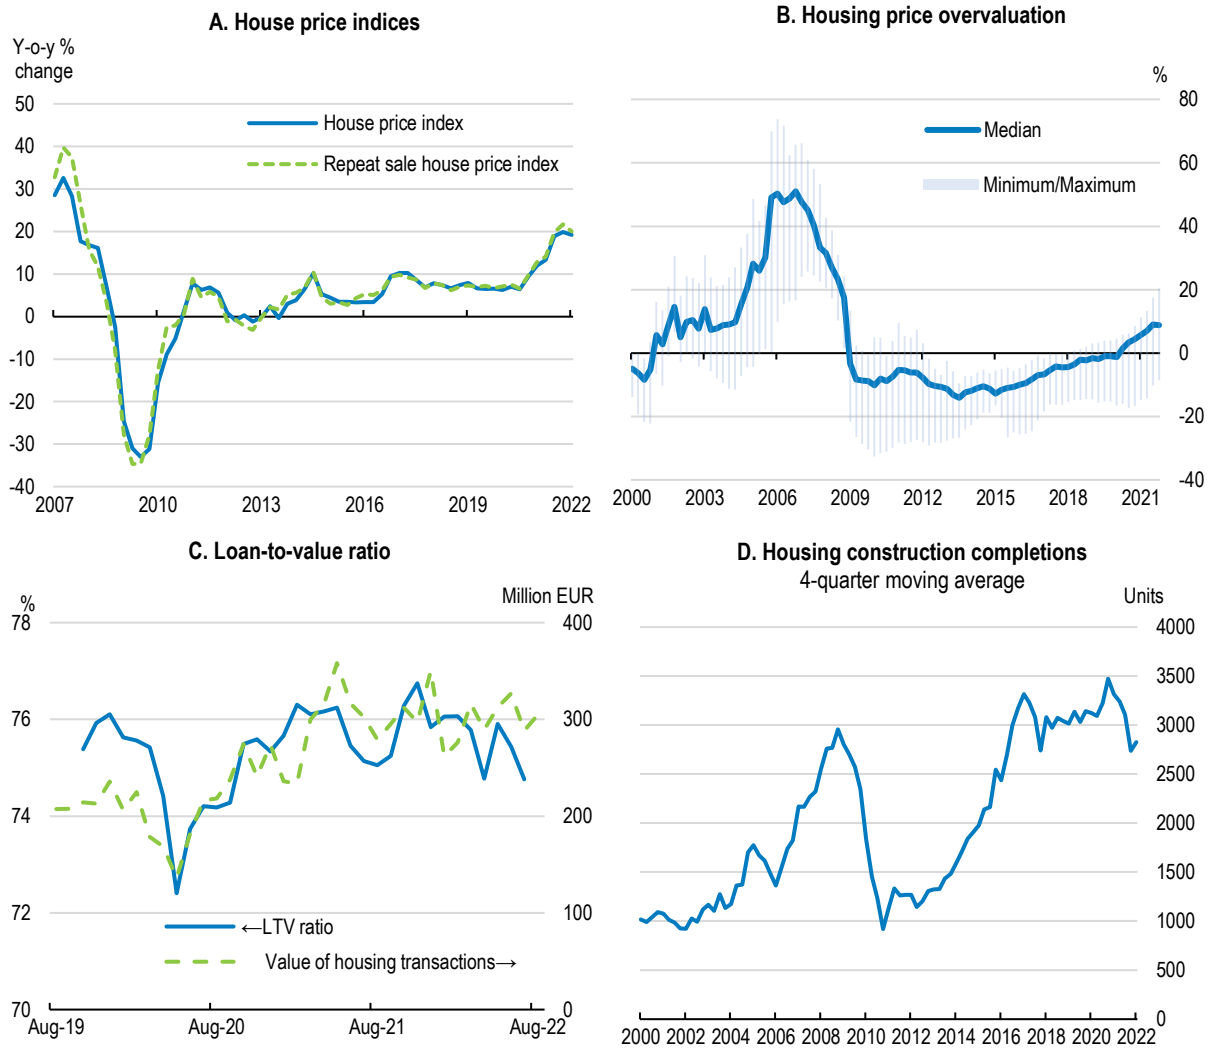 A. House price indices
Y-o-y %
change
50
40
30
20
10
0
-10
-20
-30
-40
House price index
Repeat sale house price index
2007 2010 2013 2016 2019 2022
B. Housing price overvaluation
%
80
60
40
20
0
-20
-40
Median
Minimum/Maximum
2000 2003 2006 2009 2012 2015 2018 2021
C. Loan-to-value ratio
%
Million EUR
78
76
74
72
70
400
300
200
100
0
←LTV ratio
Value of housing transactions→
Aug-19 Aug-20 Aug-21 Aug-22
D. Housing construction completions
4-quarter moving average
Units
4000
3500
3000
2500
2000
1500
1000
500
0
2000 2002 2004 2006 2008 2010 2012 2014 2016 2018 2020 2022